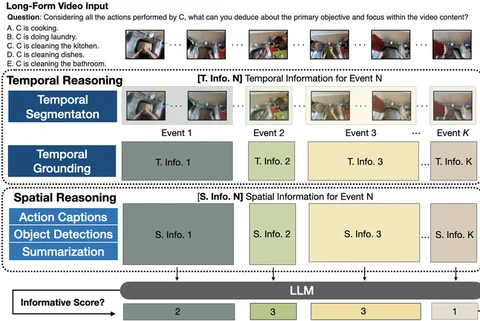 Long-Form Video Input
Question: Considering all the actions performed by C, what can you deduce about the primary objective and focus within the video content?
A. C is cooking.
B. C is doing laundry.
C. C is cleaning the kitchen.
D. C is cleaning dishes.
E. C is cleaning the bathroom.
Temporal Reasoning
[T. Info. N] Temporal Information for Event N
Temporal
Segmentaton
Event 1
Event 2
Event 3
...
Event K
Temporal
Grounding
T. Info. 1
T. Info. 2
T. Info. 3
...
T. Info. K
Spatial Reasoning
[S. Info. N] Spatial Information for Event N
Action Captions
Object Detections
Summarization
S. Info. 1
S. Info. 2
S. Info. 3
...
S. Info. K
LLM
Informative Score?
2
3
3
1